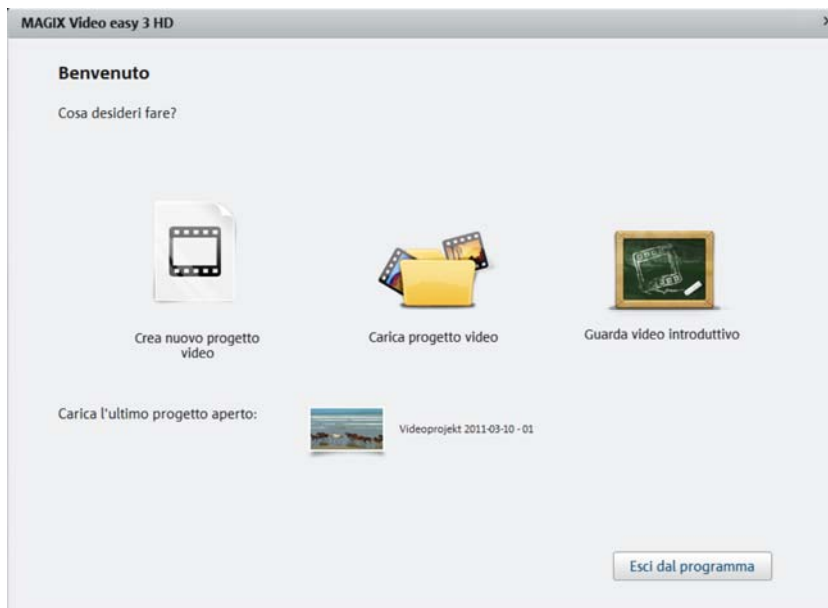 MAGIX Video easy 3 HD
Benvenuto
Cosa desideri fare?
Crea nuovo progetto
video
Carica progetto video
Guarda video introduttivo
Carica l'ultimo progetto aperto:
Videoprojekt 2011-03-10 - 01
Esci dal programma